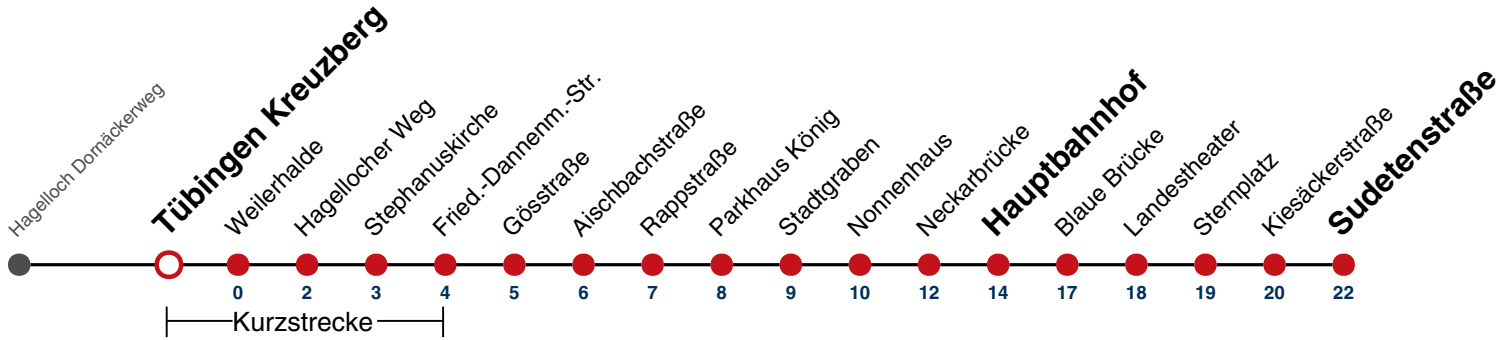 Hagelloch Dornäckerweg
Tübingen Kreuzberg
Weilerhalde
Hagellocher Weg
Stephanuskirche
Fried.-Dannenm.-Str.
Gösstraße
Aischbachstraße
Rappstraße
Parkhaus König
Stadtgraben
Nonnenhaus
Neckarbrücke
Hauptbahnhof
Blaue Brücke
Landestheater
Sternplatz
Kiesäckerstraße
Sudetenstraße
0 2 3 4 5 6 7 8 9 10 12 14 17 18 19 20 22
Kurzstrecke